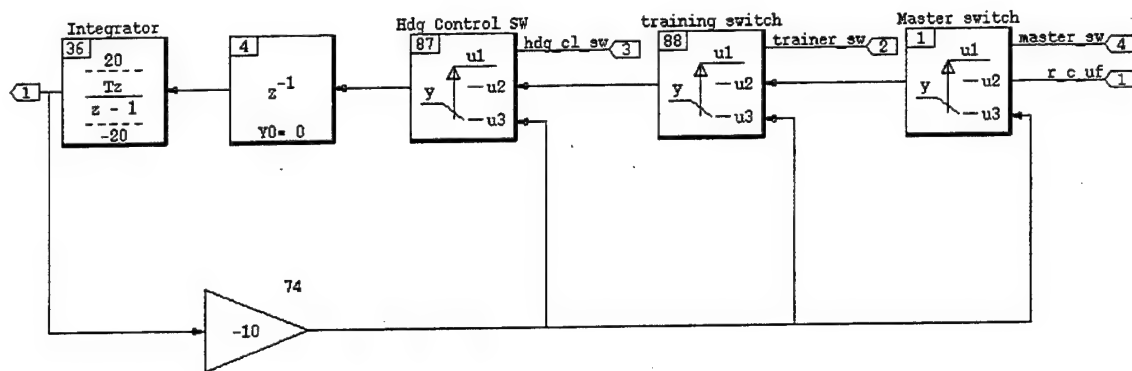 Integrator
36
20
Tz
z - 1
-20
1
4
z-1
Y0= 0
Hdg Control SW
87
u1
y
u2
u3
hdg_cl_sw
3
training switch
88
u1
y
u2
u3
trainer_sw
2
Master switch
1
u1
y
u2
u3
master_sw
4
r_c_uf
1
74
-10